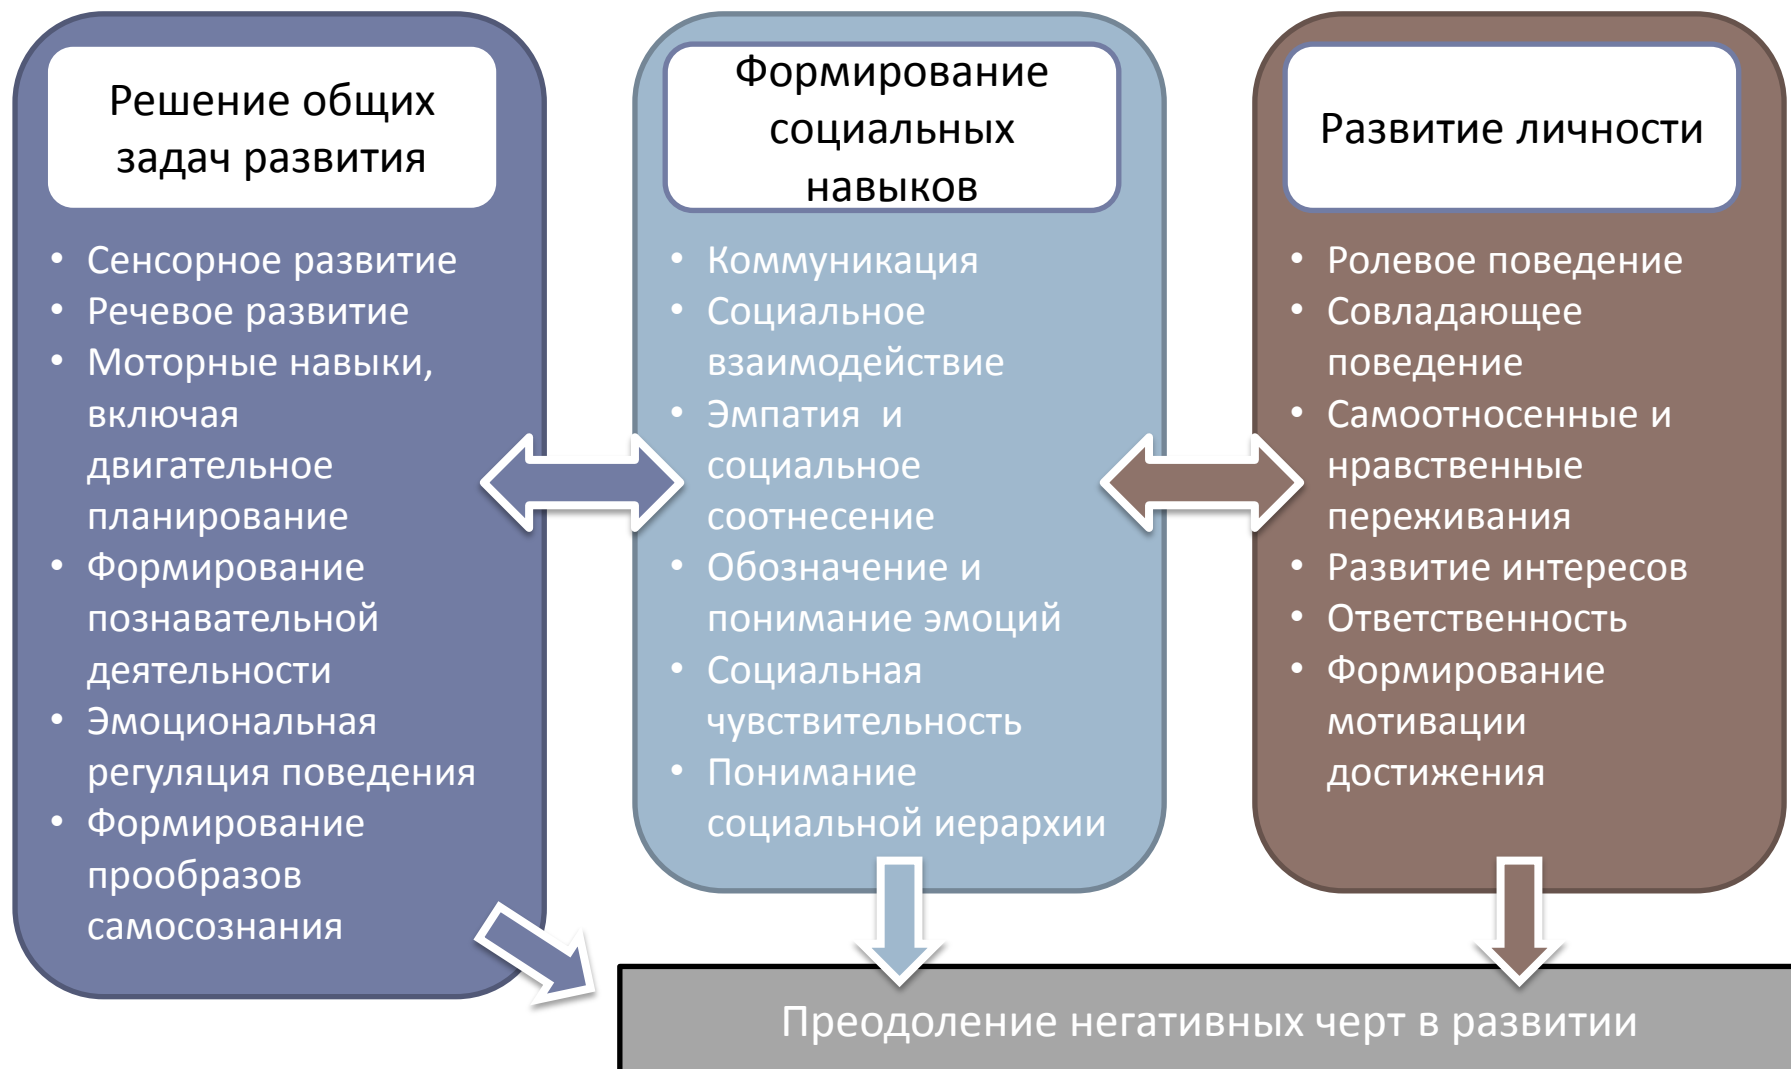 Решение общих
задач развития
• Сенсорное развитие
• Речевое развитие
• Моторные навыки,
включая
двигательное
планирование
• Формирование
познавательной
деятельности
• Эмоциональная
регуляция поведения
• Формирование
прообразов
самосознания
Формирование
социальных
навыков
• Коммуникация
• Социальное
взаимодействие
• Эмпатия и
социальное
соотнесение
• Обозначение и
понимание эмоций
• Социальная
чувствительность
• Понимание
социальной иерархии
Развитие личности
• Ролевое поведение
• Совладающее
поведение
• Самоотносенные и
нравственные
переживания
• Развитие интересов
• Ответственность
• Формирование
мотивации
достижения
Преодоление негативных черт в развитии